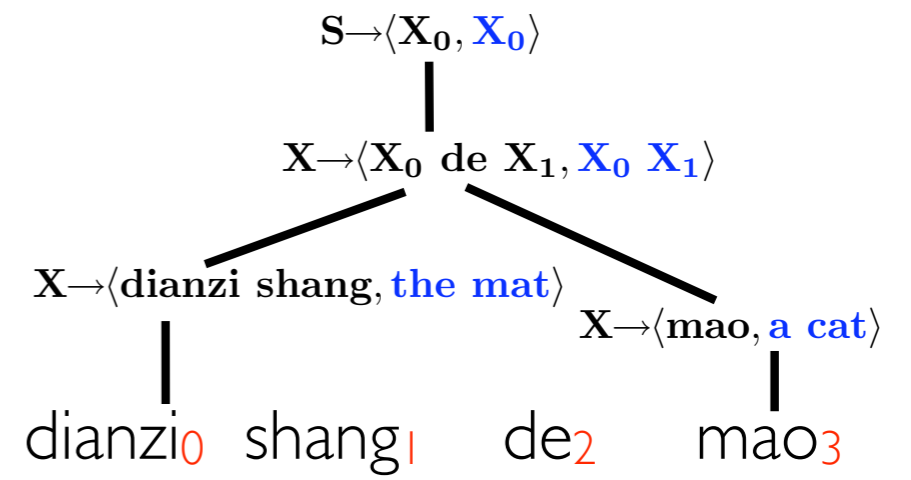 S→⟨X₀, X₀⟩
X→⟨X₀ de X₁, X₀ X₁⟩
X→⟨dianzi shang, the mat⟩
X→⟨mao, a cat⟩
dianzi₀ shang₁ de₂ mao₃